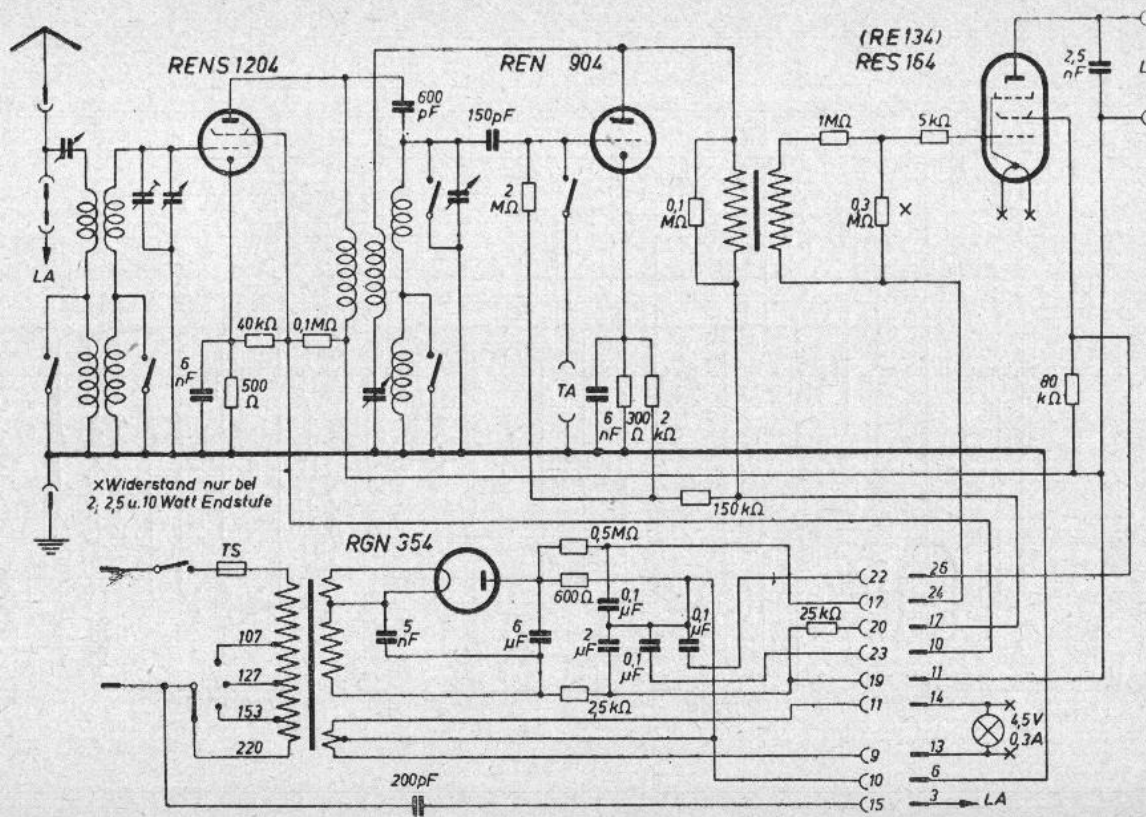 RENS 1204
600
pF
REN 904
150pF
(RE 134)
RES 164
2,5
nF
L
1MΩ
5kΩ
2
MΩ
0,1
MΩ
0,3
MΩ
×
× ×
LA
40kΩ
0,1MΩ
6
nF
500
Ω
TA
6
nF
300
Ω
2
kΩ
80
kΩ
×Widerstand nur bei
2, 2,5 u. 10 Watt Endstufe
150kΩ
TS
RGN 354
0,5MΩ
600Ω
0,1
µF
0,1
µF
5
nF
6
µF
2
µF
0,1
µF
25kΩ
107
127
153
220
200pF
22
17
20
23
19
11
9
10
15
26
24
17
10
11
14
13
6
3
×
4,5V
0,3A
×
LA